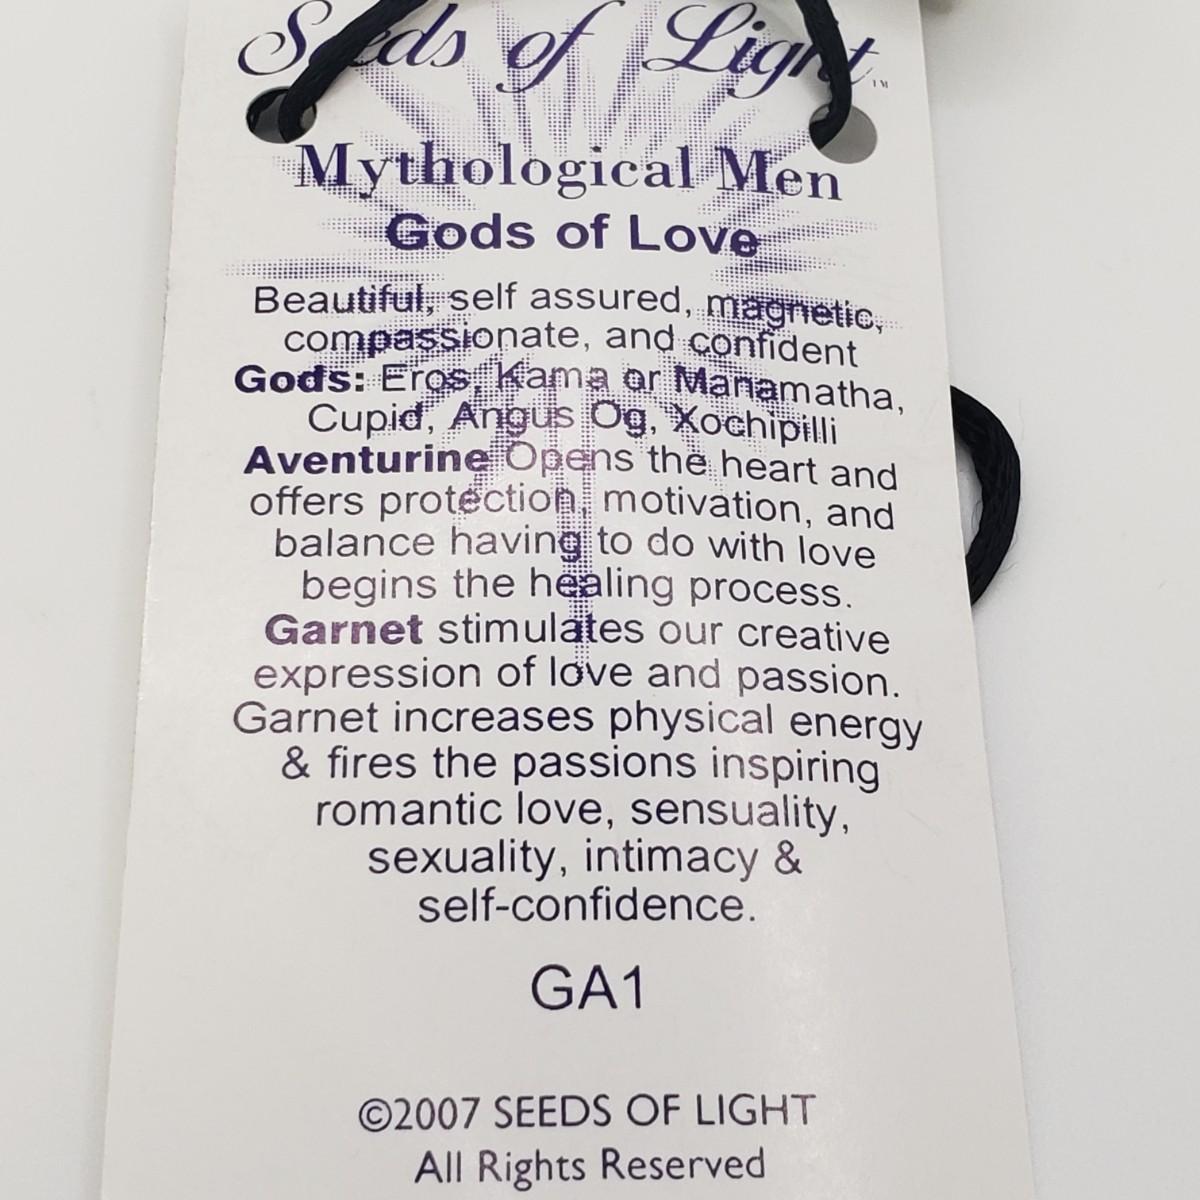 Seeds of Light™
Mythological Men
Gods of Love
Beautiful, self assured, magnetic,
compassionate, and confident
Gods: Eros, Kama or Manamatha,
Cupid, Angus Og, Xochipilli
Aventurine Opens the heart and
offers protection, motivation, and
balance having to do with love
begins the healing process.
Garnet stimulates our creative
expression of love and passion.
Garnet increases physical energy
& fires the passions inspiring
romantic love, sensuality,
sexuality, intimacy &
self-confidence.
GA1
©2007 SEEDS OF LIGHT
All Rights Reserved